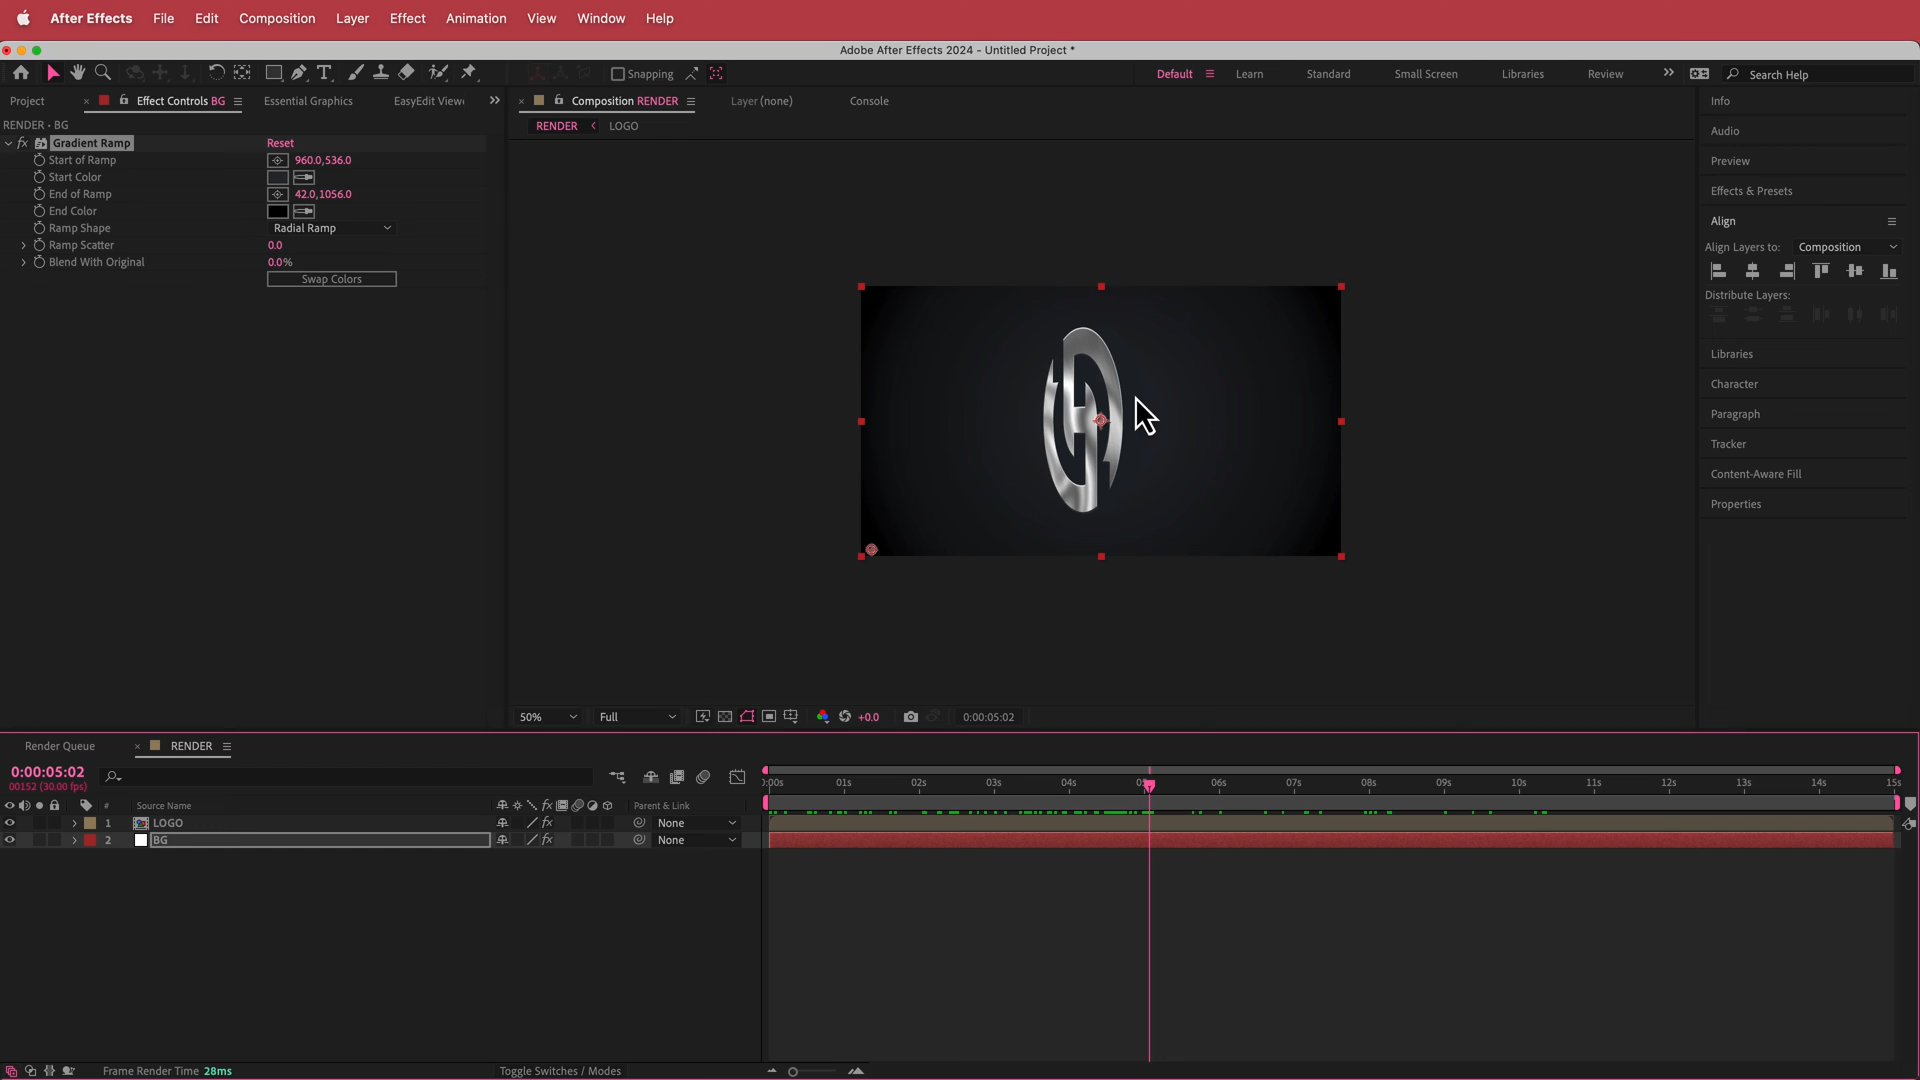 After Effects File Edit Composition Layer Effect Animation View Window Help
Adobe After Effects 2024 - Untitled Project *
Snapping
Default Learn Standard Small Screen Libraries Review Search Help
Project Effect Controls BG Essential Graphics EasyEdit View
Composition RENDER Layer (none) Console
RENDER LOGO
RENDER • BG
fx Gradient Ramp Reset
Start of Ramp 960.0,536.0
Start Color
End of Ramp 42.0,1056.0
End Color
Ramp Shape Radial Ramp
Ramp Scatter 0.0
Blend With Original 0.0%
Swap Colors
Info
Audio
Preview
Effects & Presets
Align
Align Layers to: Composition
Distribute Layers:
Libraries
Character
Paragraph
Tracker
Content-Aware Fill
Properties
50% Full +0.0 0:00:05:02
Render Queue RENDER
0:00:05:02
00152 (30.00 fps)
# Source Name fx Parent & Link
1 LOGO fx None
2 BG fx None
:00s 01s 02s 03s 04s 05 06s 07s 08s 09s 10s 11s 12s 13s 14s 15s
Frame Render Time 28ms
Toggle Switches / Modes